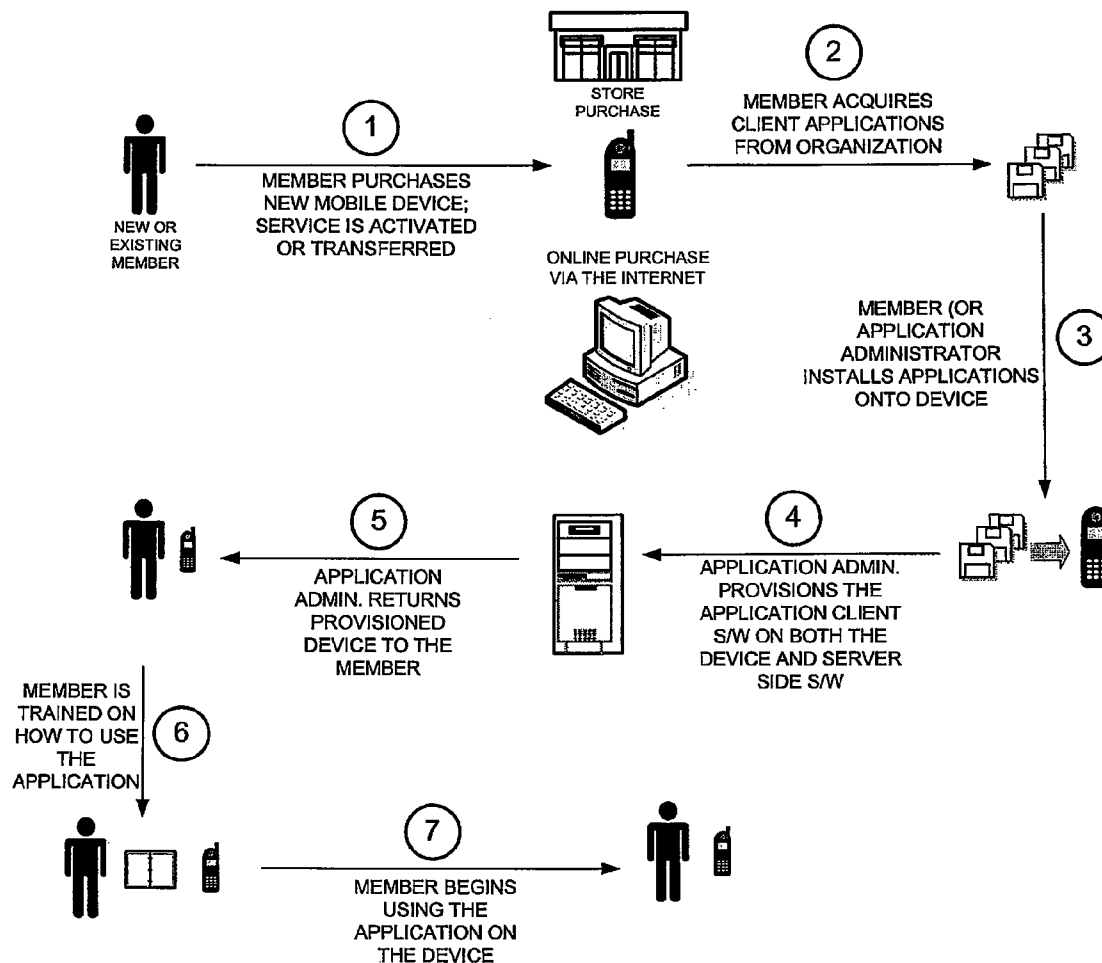 1
MEMBER PURCHASES
NEW MOBILE DEVICE;
SERVICE IS ACTIVATED
OR TRANSFERRED
NEW OR
EXISTING
MEMBER
STORE
PURCHASE
ONLINE PURCHASE
VIA THE INTERNET
2
MEMBER ACQUIRES
CLIENT APPLICATIONS
FROM ORGANIZATION
MEMBER (OR
APPLICATION
ADMINISTRATOR
INSTALLS APPLICATIONS
ONTO DEVICE
3
4
APPLICATION ADMIN.
PROVISIONS THE
APPLICATION CLIENT
S/W ON BOTH THE
DEVICE AND SERVER
SIDE S/W
5
APPLICATION
ADMIN. RETURNS
PROVISIONED
DEVICE TO THE
MEMBER
MEMBER IS
TRAINED ON
HOW TO USE
THE
APPLICATION
6
7
MEMBER BEGINS
USING THE
APPLICATION ON
THE DEVICE